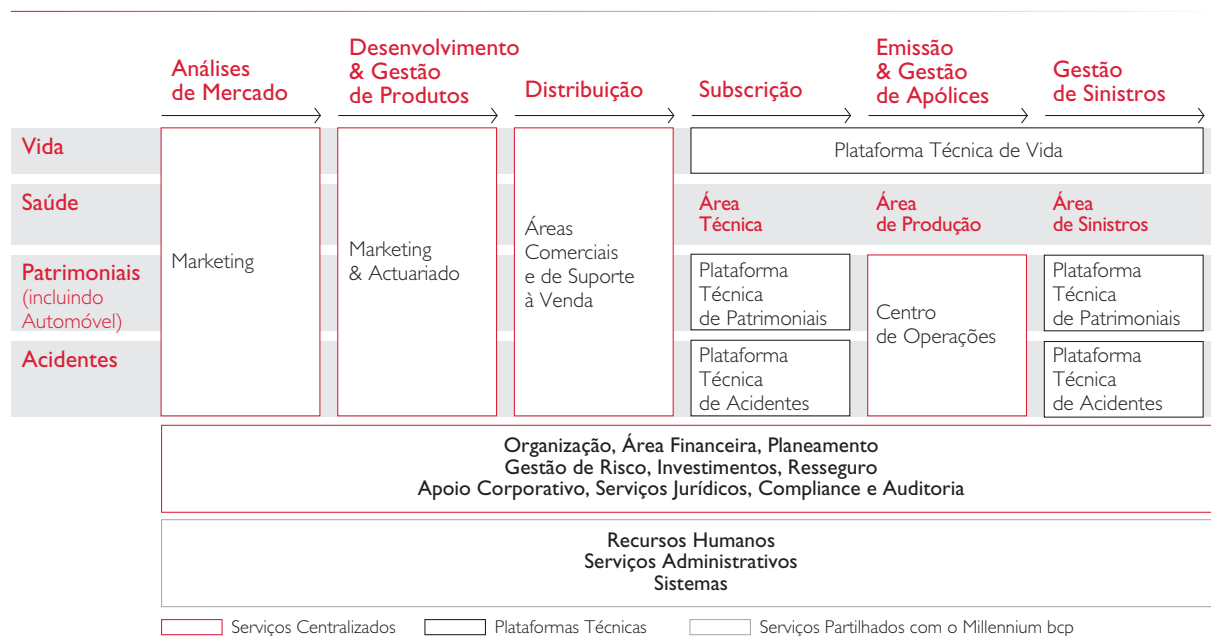 Análises
de Mercado
Desenvolvimento
& Gestão
de Produtos
Distribuição
Subscrição
Emissão
& Gestão
de Apólices
Gestão
de Sinistros
Vida
Plataforma Técnica de Vida
Saúde
Área
Técnica
Área
de Produção
Área
de Sinistros
Marketing
Marketing
& Actuariado
Áreas
Comerciais
e de Suporte
à Venda
Patrimoniais
(incluindo
Automóvel)
Plataforma
Técnica
de Patrimoniais
Centro
de Operações
Plataforma
Técnica
de Patrimoniais
Acidentes
Plataforma
Técnica
de Acidentes
Plataforma
Técnica
de Acidentes
Organização, Área Financeira, Planeamento
Gestão de Risco, Investimentos, Resseguro
Apoio Corporativo, Serviços Jurídicos, Compliance e Auditoria
Recursos Humanos
Serviços Administrativos
Sistemas
Serviços Centralizados
Plataformas Técnicas
Serviços Partilhados com o Millennium bcp